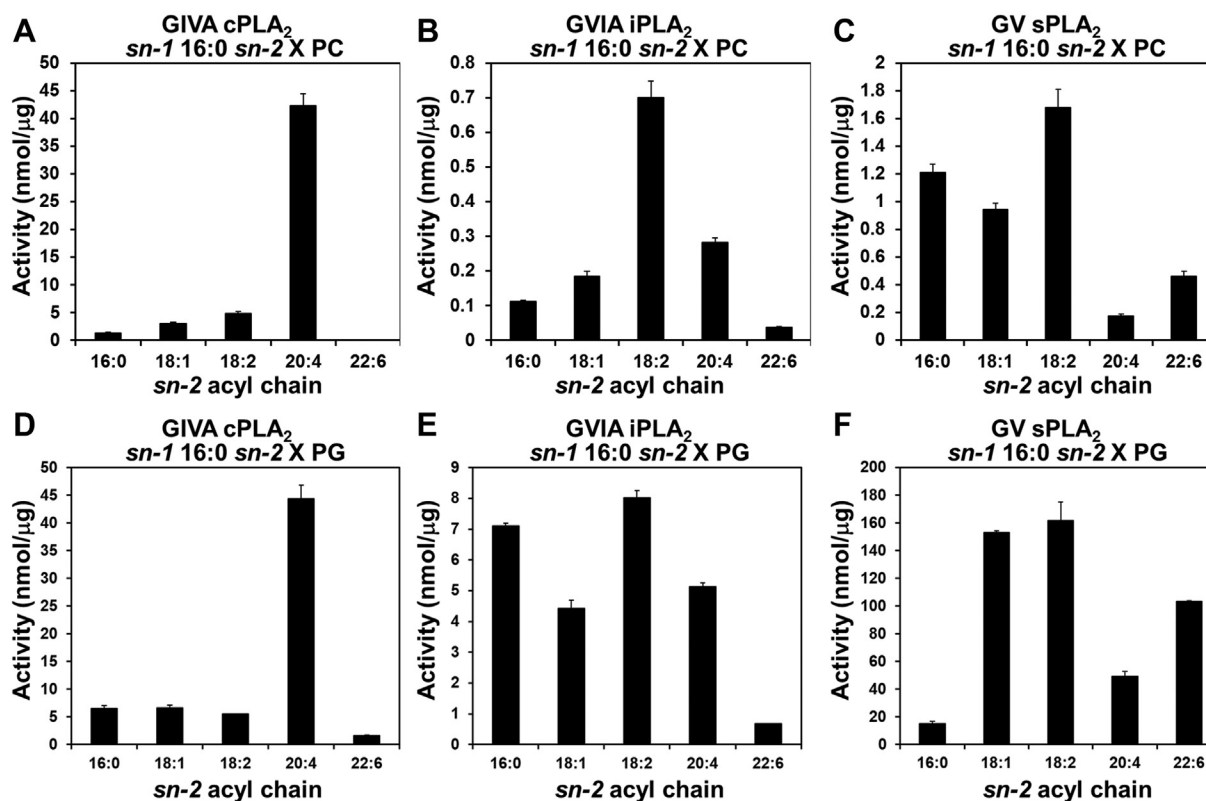 A
GIVA cPLA₂
sn-1 16:0 sn-2 X PC
Activity (nmol/µg)
50
45
40
35
30
25
20
15
10
5
0
16:0 18:1 18:2 20:4 22:6
sn-2 acyl chain
B
GVIA iPLA₂
sn-1 16:0 sn-2 X PC
Activity (nmol/µg)
0.8
0.7
0.6
0.5
0.4
0.3
0.2
0.1
0
16:0 18:1 18:2 20:4 22:6
sn-2 acyl chain
C
GV sPLA₂
sn-1 16:0 sn-2 X PC
Activity (nmol/µg)
2
1.8
1.6
1.4
1.2
1
0.8
0.6
0.4
0.2
0
16:0 18:1 18:2 20:4 22:6
sn-2 acyl chain
D
GIVA cPLA₂
sn-1 16:0 sn-2 X PG
Activity (nmol/µg)
50
45
40
35
30
25
20
15
10
5
0
16:0 18:1 18:2 20:4 22:6
sn-2 acyl chain
E
GVIA iPLA₂
sn-1 16:0 sn-2 X PG
Activity (nmol/µg)
9
8
7
6
5
4
3
2
1
0
16:0 18:1 18:2 20:4 22:6
sn-2 acyl chain
F
GV sPLA₂
sn-1 16:0 sn-2 X PG
Activity (nmol/µg)
200
180
160
140
120
100
80
60
40
20
0
16:0 18:1 18:2 20:4 22:6
sn-2 acyl chain